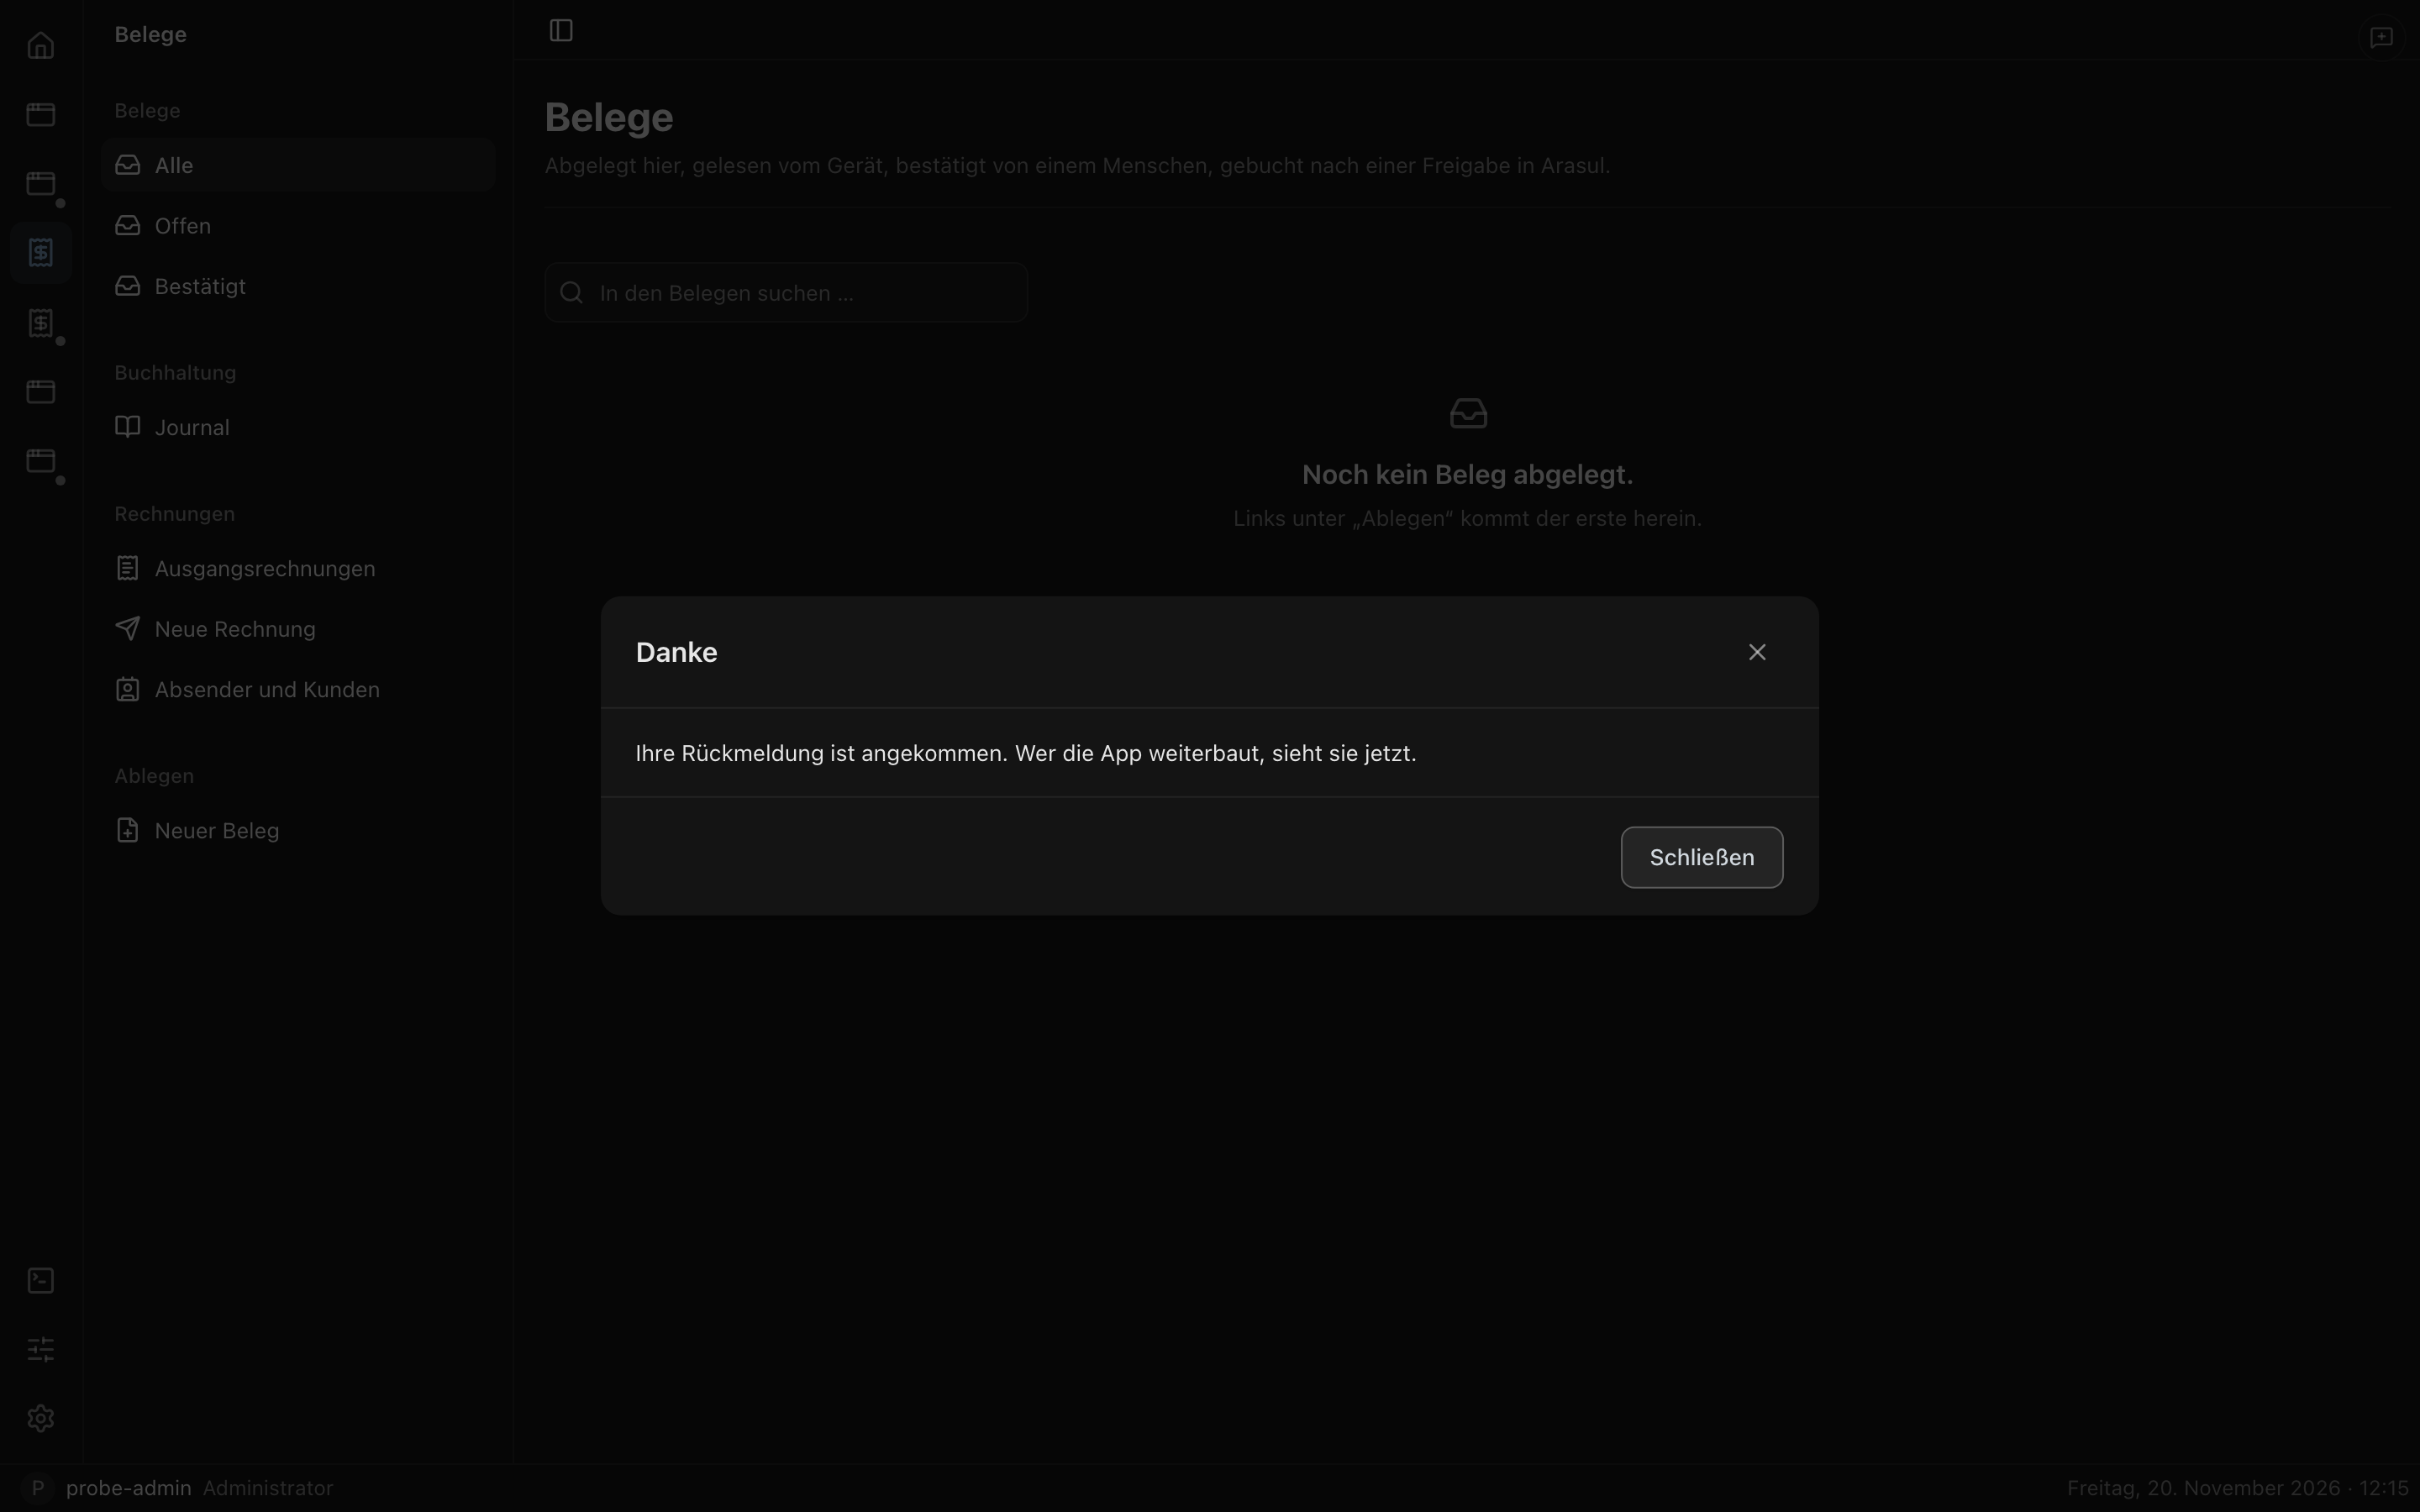 Belege
Belege
Alle
Offen
Bestätigt
Buchhaltung
Journal
Rechnungen
Ausgangsrechnungen
Neue Rechnung
Absender und Kunden
Ablegen
Neuer Beleg
Belege
Abgelegt hier, gelesen vom Gerät, bestätigt von einem Menschen, gebucht nach einer Freigabe in Arasul.
In den Belegen suchen ...
Noch kein Beleg abgelegt.
Links unter „Ablegen“ kommt der erste herein.
Danke
Ihre Rückmeldung ist angekommen. Wer die App weiterbaut, sieht sie jetzt.
Schließen
P probe-admin Administrator
Freitag, 20. November 2026 · 12:15